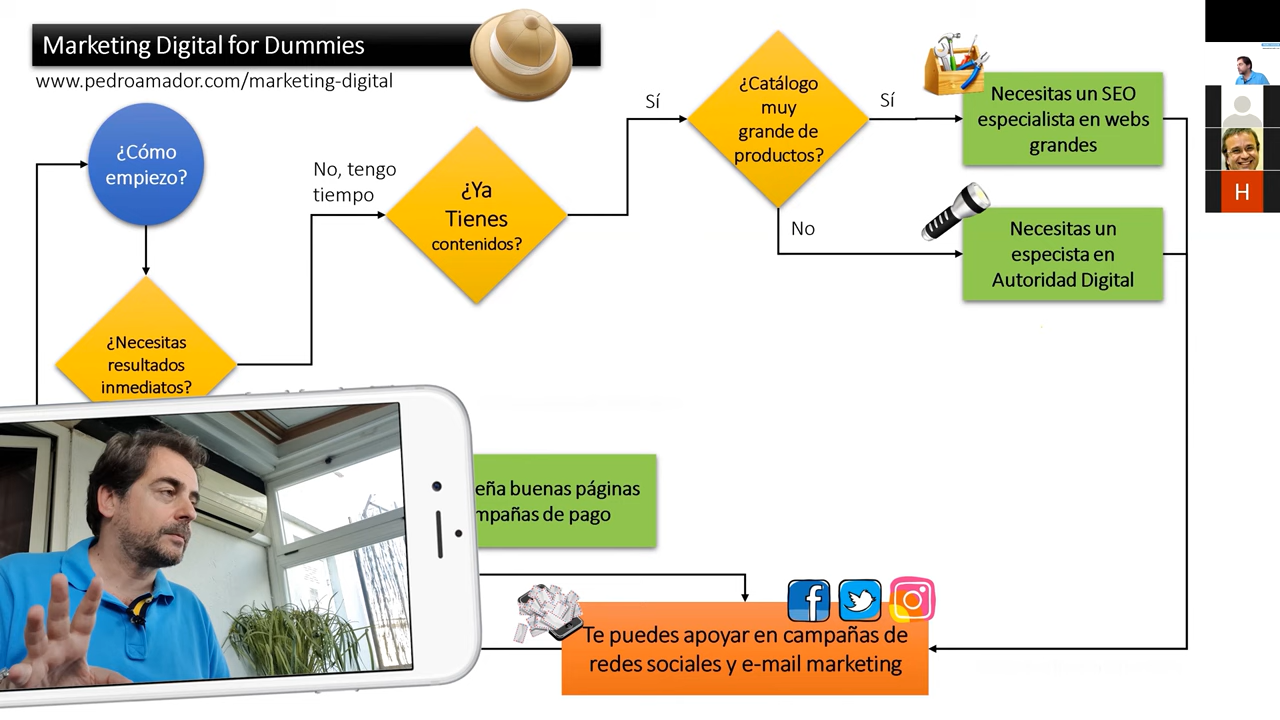 Marketing Digital for Dummies
www.pedroamador.com/marketing-digital
¿Cómo
empiezo?
¿Necesitas
resultados
inmediatos?
No, tengo
tiempo
¿Ya
Tienes
contenidos?
Sí
¿Catálogo
muy
grande de
productos?
Sí
Necesitas un SEO
especialista en webs
grandes
No
Necesitas un
especista en
Autoridad Digital
buenas páginas
de pago
Te puedes apoyar en campañas de
redes sociales y e-mail marketing
H